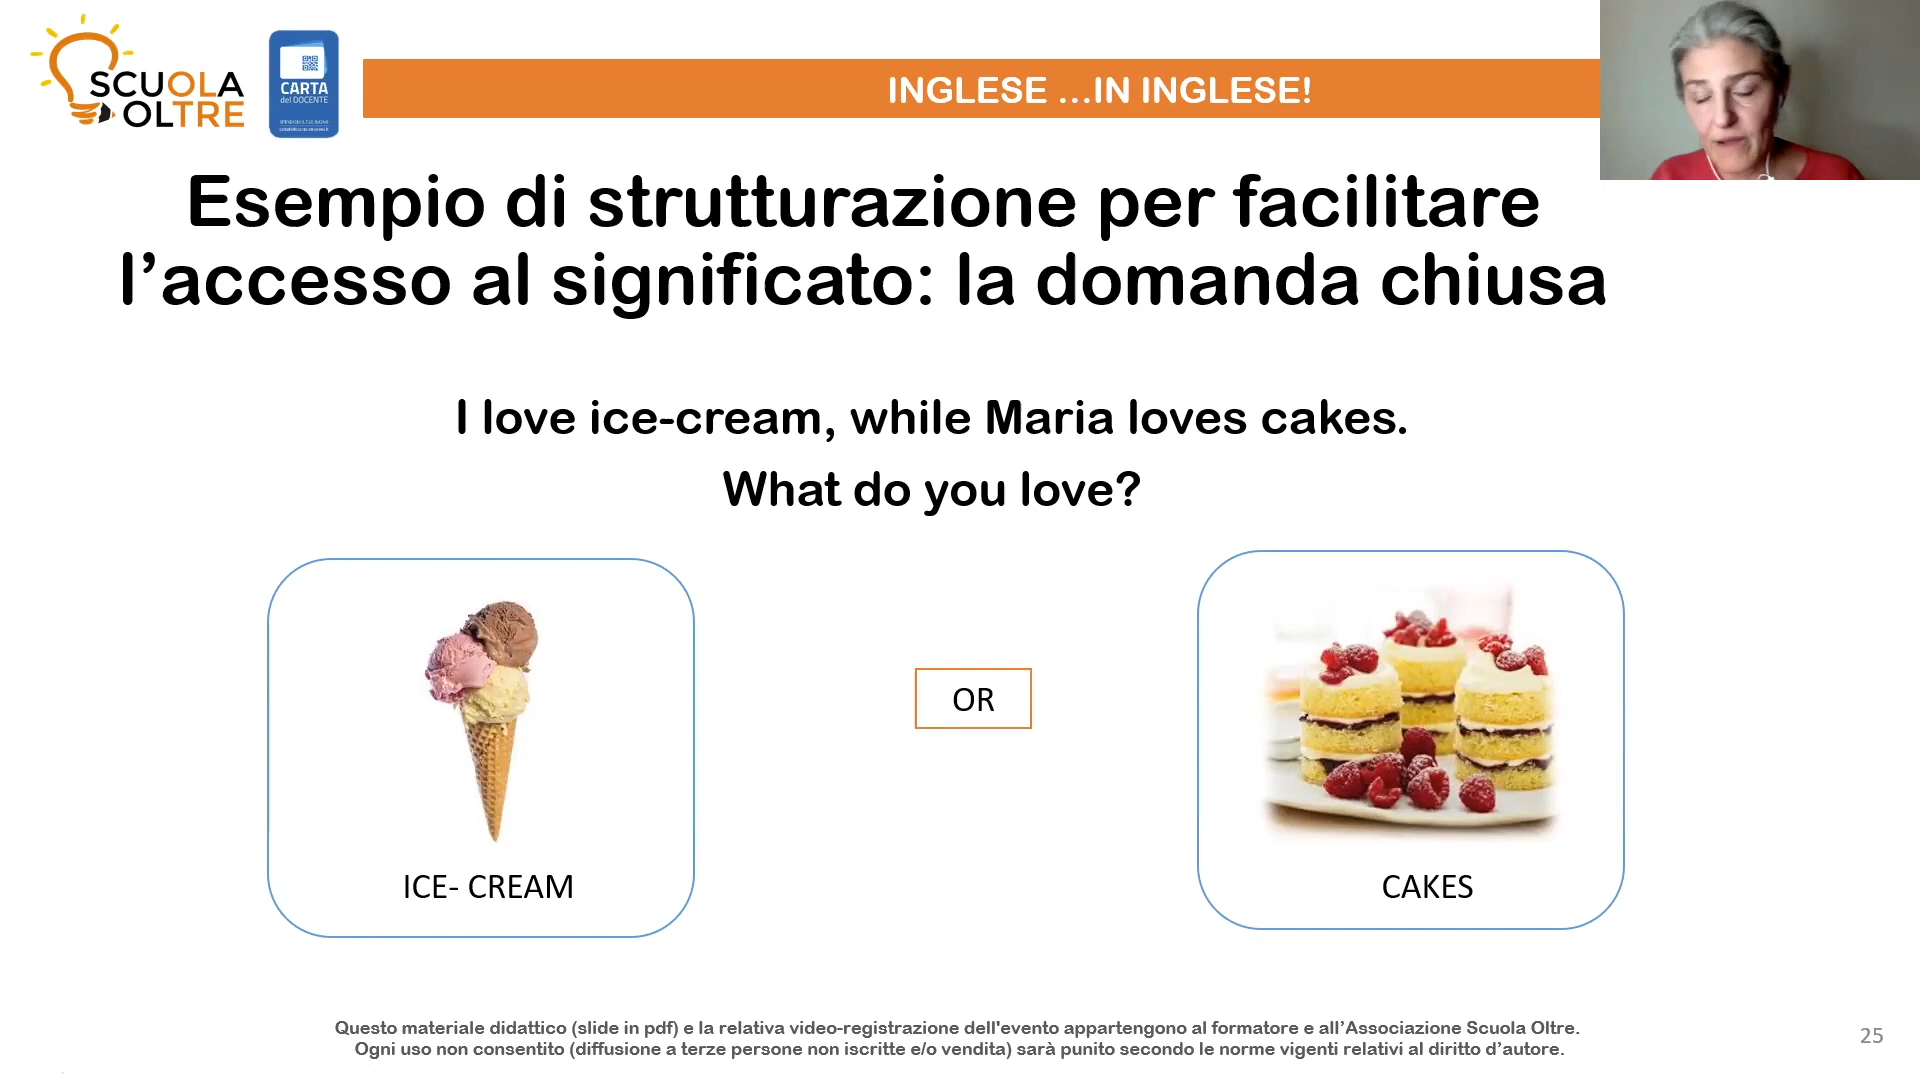 SCUOLA
OLTRE
CARTA
del DOCENTE
INGLESE ...IN INGLESE!
Esempio di strutturazione per facilitare
l’accesso al significato: la domanda chiusa
I love ice-cream, while Maria loves cakes.
What do you love?
OR
ICE- CREAM
CAKES
Questo materiale didattico (slide in pdf) e la relativa video-registrazione dell'evento appartengono al formatore e all’Associazione Scuola Oltre.
Ogni uso non consentito (diffusione a terze persone non iscritte e/o vendita) sarà punito secondo le norme vigenti relativi al diritto d’autore.
25